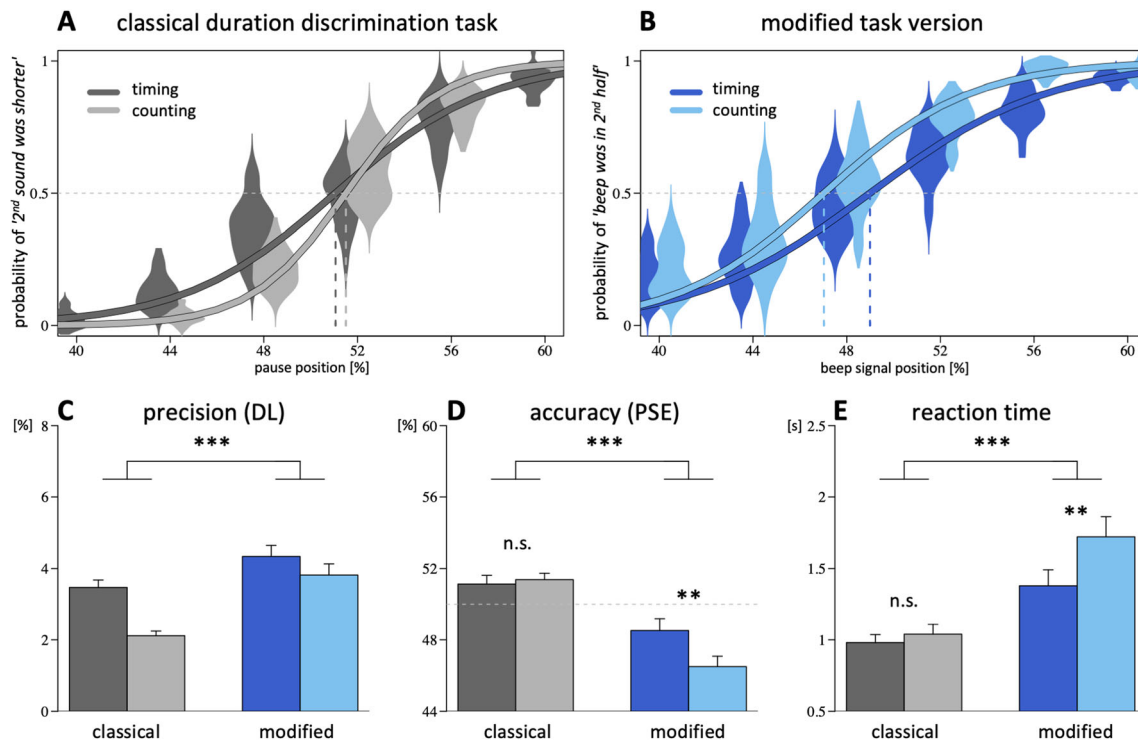 A classical duration discrimination task
probability of '2nd sound was shorter'
1
0.5
0
timing
counting
40 44 48 52 56 60
pause position [%]
B modified task version
probability of 'beep was in 2nd half'
1
0.5
0
timing
counting
40 44 48 52 56 60
beep signal position [%]
C precision (DL)
[%]
8
6
4
2
0
***
classical modified
D accuracy (PSE)
[%]
60
56
52
48
44
***
n.s.
**
classical modified
E reaction time
[s]
2.5
2
1.5
1
0.5
***
**
n.s.
classical modified